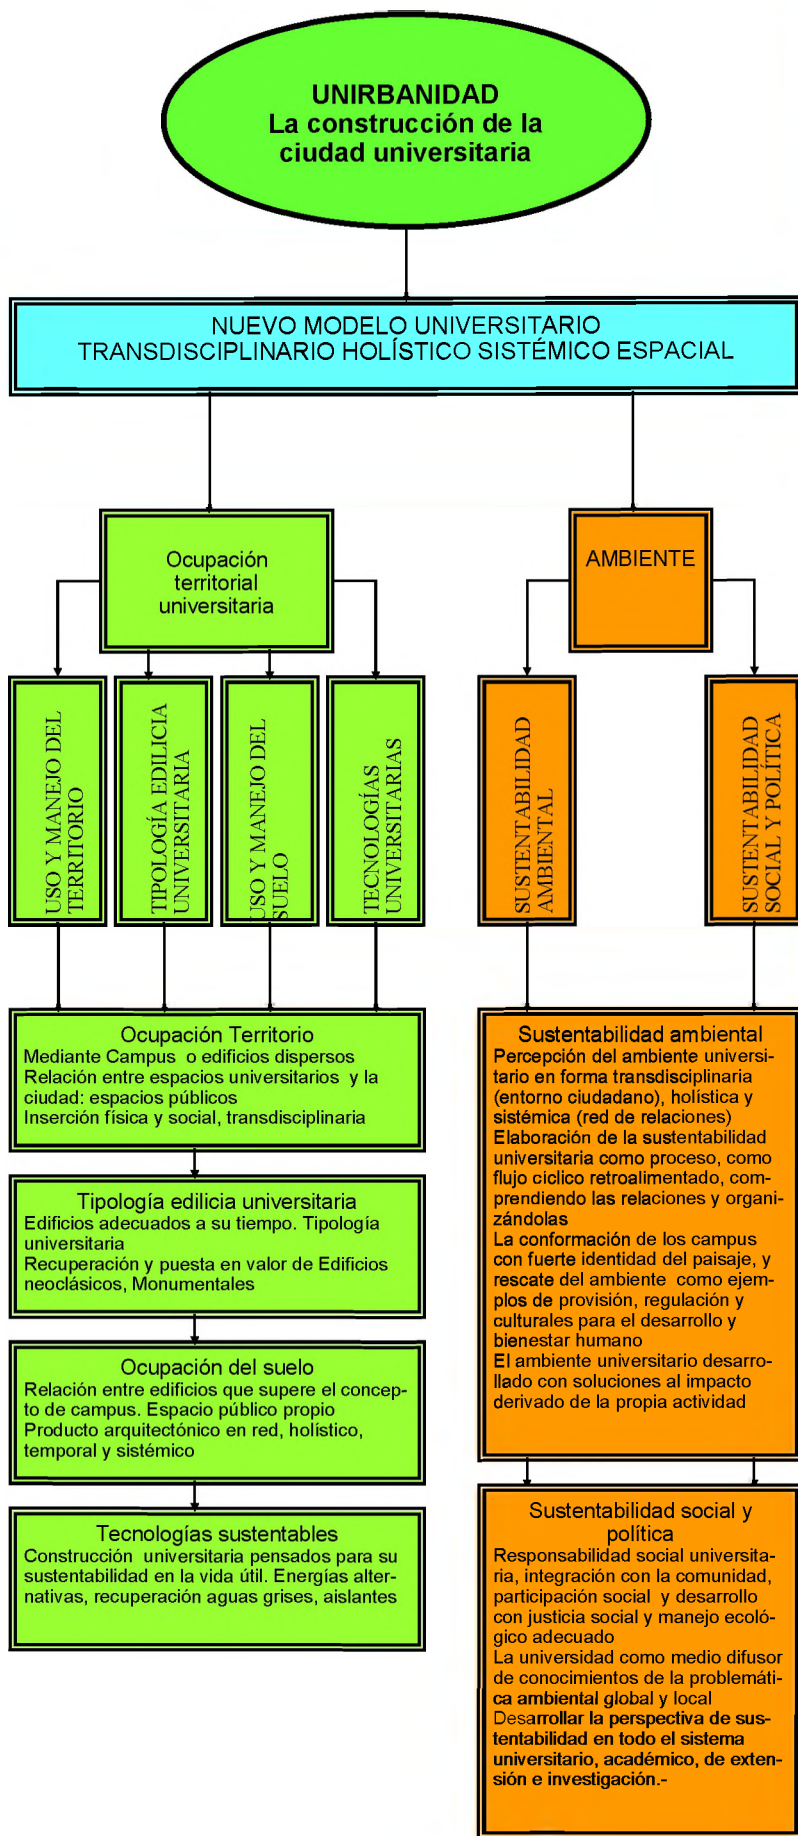 UNIRBANIDAD
La construcción de la
ciudad universitaria
NUEVO MODELO UNIVERSITARIO
TRANSDISCIPLINARIO HOLÍSTICO SISTÉMICO ESPACIAL
Ocupación
territorial
universitaria
AMBIENTE
USO Y MANEJO DEL
TERRITORIO
TIPOLOGÍA EDILICIA
UNIVERSITARIA
USO Y MANEJO DEL
SUELO
TECNOLOGÍAS
UNIVERSITARIAS
SUSTENTABILIDAD
AMBIENTAL
SUSTENTABILIDAD
SOCIAL Y POLÍTICA
Ocupación Territorio
Mediante Campus o edificios dispersos
Relación entre espacios universitarios y la
ciudad: espacios públicos
Inserción física y social, transdisciplinaria
Tipología edilicia universitaria
Edificios adecuados a su tiempo. Tipología
universitaria
Recuperación y puesta en valor de Edificios
neoclásicos, Monumentales
Ocupación del suelo
Relación entre edificios que supere el concep-
to de campus. Espacio público propio
Producto arquitectónico en red, holístico,
temporal y sistémico
Tecnologías sustentables
Construcción universitaria pensados para su
sustentabilidad en la vida útil. Energías alter-
nativas, recuperación aguas grises, aislantes
Sustentabilidad ambiental
Percepción del ambiente universi-
tario en forma transdisciplinaria
(entorno ciudadano), holística y
sistémica (red de relaciones)
Elaboración de la sustentabilidad
universitaria como proceso, como
flujo cíclico retroalimentado, com-
prendiendo las relaciones y organi-
zándolas
La conformación de los campus
con fuerte identidad del paisaje, y
rescate del ambiente como ejem-
plos de provisión, regulación y
culturales para el desarrollo y
bienestar humano
El ambiente universitario desarro-
llado con soluciones al impacto
derivado de la propia actividad
Sustentabilidad social y
política
Responsabilidad social universita-
ria, integración con la comunidad,
participación social y desarrollo
con justicia social y manejo ecoló-
gico adecuado
La universidad como medio difusor
de conocimientos de la problemáti-
ca ambiental global y local
Desarrollar la perspectiva de sus-
tentabilidad en todo el sistema
universitario, académico, de exten-
sión e investigación.-